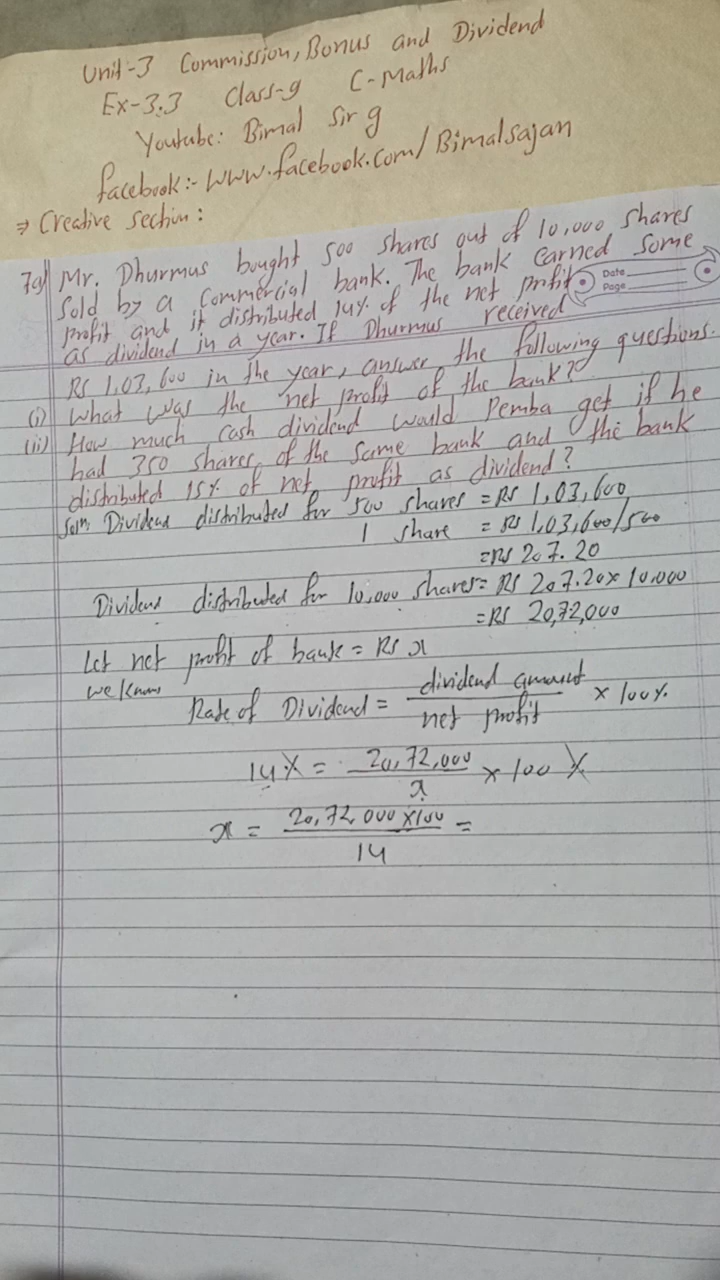 Unit-3 Commission, Bonus and Dividend
Ex-3.3 Class-9 C-Maths
Youtube: Bimal Sir g
facebook:- www.facebook.com/Bimalsajan
⇒ Creative section:
7a) Mr. Dhurmus bought 500 shares out of 10,000 shares
sold by a commercial bank. The bank earned some
profit and it distributed 14% of the net profit
as dividend in a year. If Dhurmus received
Date
Page
Rs 1,03,600 in the year, answer the following questions.
(i) What was the net profit of the bank?
(ii) How much cash dividend would Pemba get if he
had 350 shares of the same bank and the bank
distributed 15% of net profit as dividend?
Soln, Dividend distributed for 500 shares = Rs 1,03,600
1 share = Rs 1,03,600/500
= Rs 207.20
Dividend distributed for 10,000 shares = Rs 207.20 × 10,000
= Rs 20,72,000
Let net profit of bank = Rs x
we know
Rate of Dividend = dividend amount / net profit × 100%
14% = 20,72,000 / x × 100%
x = 20,72,000 × 100 / 14 =